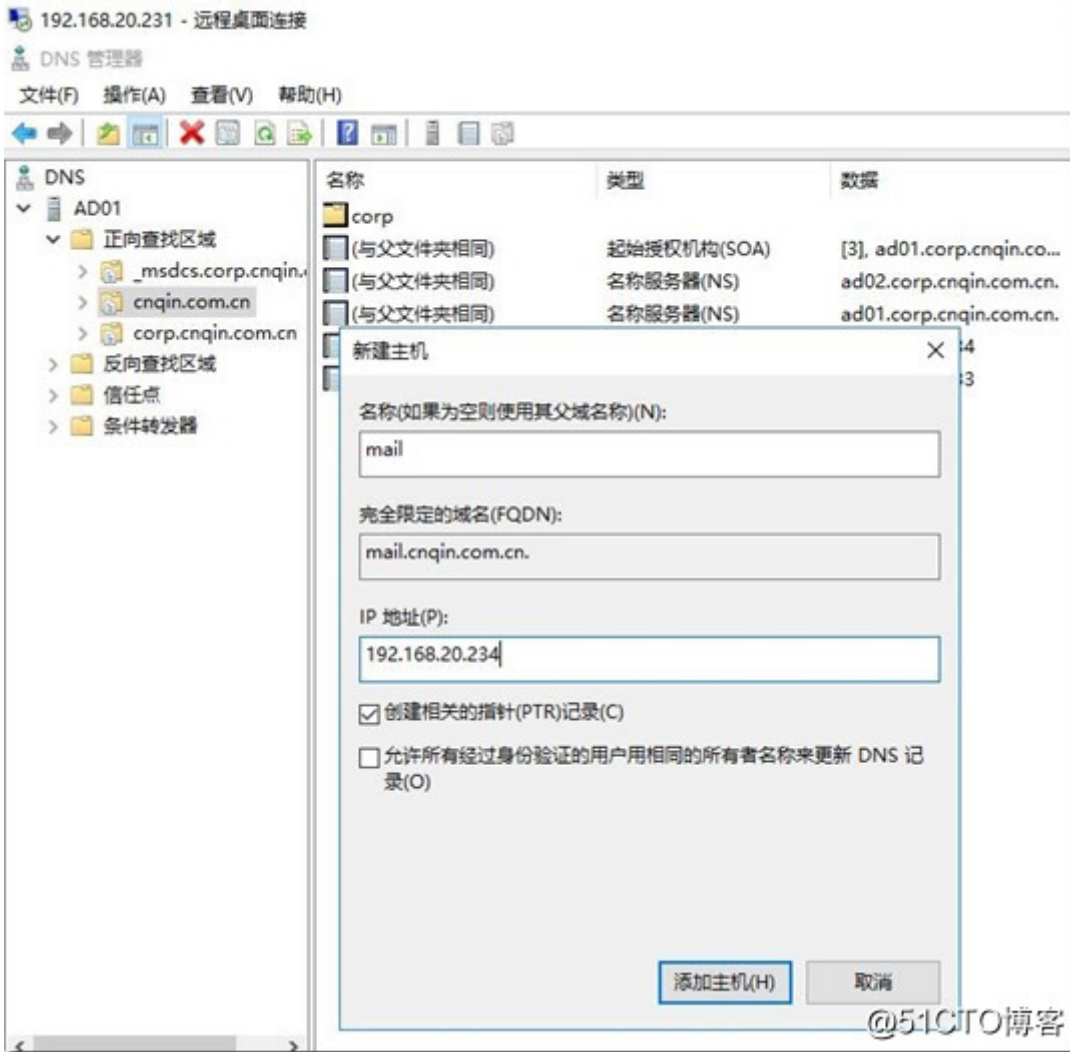 192.168.20.231 - 远程桌面连接
DNS 管理器
文件(F) 操作(A) 查看(V) 帮助(H)
DNS
AD01
正向查找区域
_msdcs.corp.cnqin.
cnqin.com.cn
corp.cnqin.com.cn
反向查找区域
信任点
条件转发器
名称 类型 数据
corp
(与父文件夹相同) 起始授权机构(SOA) [3], ad01.corp.cnqin.co...
(与父文件夹相同) 名称服务器(NS) ad02.corp.cnqin.com.cn.
(与父文件夹相同) 名称服务器(NS) ad01.corp.cnqin.com.cn.
新建主机
名称(如果为空则使用其父域名称)(N):
mail
完全限定的域名(FQDN):
mail.cnqin.com.cn.
IP 地址(P):
192.168.20.234
创建相关的指针(PTR)记录(C)
允许所有经过身份验证的用户用相同的所有者名称来更新 DNS 记
录(O)
添加主机(H) 取消
@51CTO博客